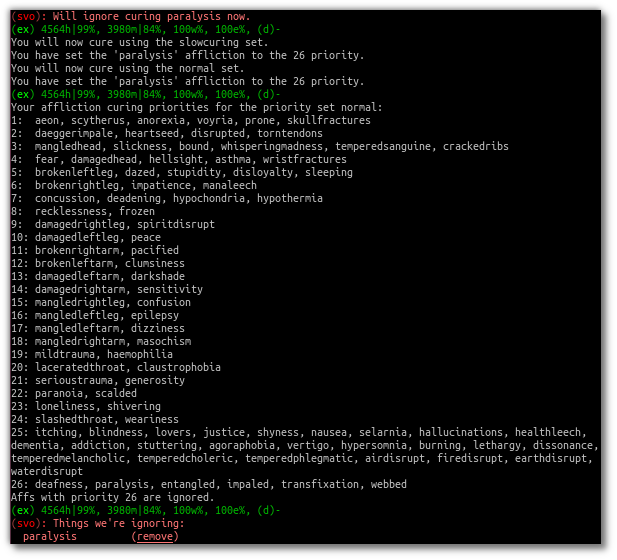 (svo): Will ignore curing paralysis now.
(ex) 4564h|99%, 3980m|84%, 100w%, 100e%, (d)-
You will now cure using the slowcuring set.
You have set the 'paralysis' affliction to the 26 priority.
You will now cure using the normal set.
You have set the 'paralysis' affliction to the 26 priority.
(ex) 4564h|99%, 3980m|84%, 100w%, 100e%, (d)-
Your affliction curing priorities for the priority set normal:
1:  aeon, scytherus, anorexia, voyria, prone, skullfractures
2:  daeggerimpale, heartseed, disrupted, torntendons
3:  mangledhead, slickness, bound, whisperingmadness, temperedsanguine, crackedribs
4:  fear, damagedhead, hellsight, asthma, wristfractures
5:  brokenleftleg, dazed, stupidity, disloyalty, sleeping
6:  brokenrightleg, impatience, manaleech
7:  concussion, deadening, hypochondria, hypothermia
8:  recklessness, frozen
9:  damagedrightleg, spiritdisrupt
10: damagedleftleg, peace
11: brokenrightarm, pacified
12: brokenleftarm, clumsiness
13: damagedleftarm, darkshade
14: damagedrightarm, sensitivity
15: mangledrightleg, confusion
16: mangledleftleg, epilepsy
17: mangledleftarm, dizziness
18: mangledrightarm, masochism
19: mildtrauma, haemophilia
20: laceratedthroat, claustrophobia
21: serioustrauma, generosity
22: paranoia, scalded
23: loneliness, shivering
24: slashedthroat, weariness
25: itching, blindness, lovers, justice, shyness, nausea, selarnia, hallucinations, healthleech,
dementia, addiction, stuttering, agoraphobia, vertigo, hypersomnia, burning, lethargy, dissonance,
temperedmelancholic, temperedcholeric, temperedphlegmatic, airdisrupt, firedisrupt, earthdisrupt,
waterdisrupt
26: deafness, paralysis, entangled, impaled, transfixation, webbed
Affs with priority 26 are ignored.
(ex) 4564h|99%, 3980m|84%, 100w%, 100e%, (d)-
(svo): Things we're ignoring:
paralysis (remove)